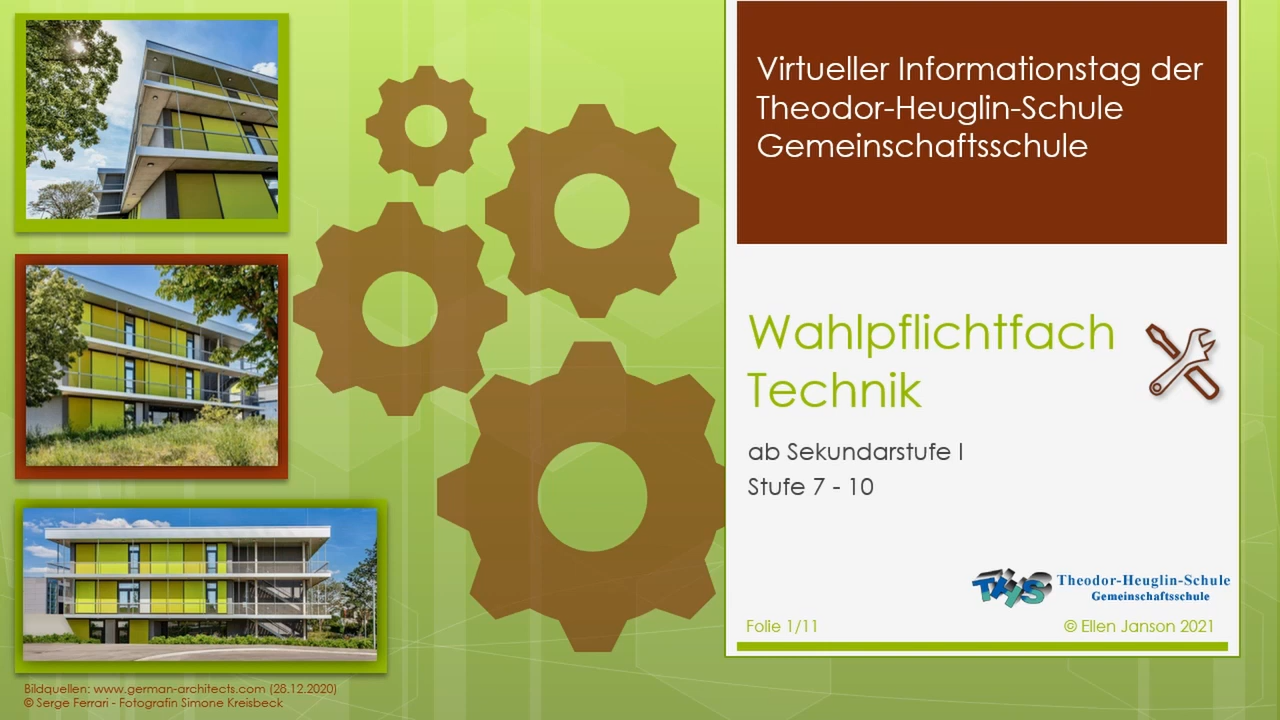 Virtueller Informationstag der
Theodor-Heuglin-Schule
Gemeinschaftsschule
Wahlpflichtfach
Technik
ab Sekundarstufe I
Stufe 7 - 10
THS
Theodor-Heuglin-Schule
Gemeinschaftsschule
Folie 1/11
© Ellen Janson 2021
Bildquellen: www.german-architects.com (28.12.2020)
© Serge Ferrari - Fotografin Simone Kreisbeck